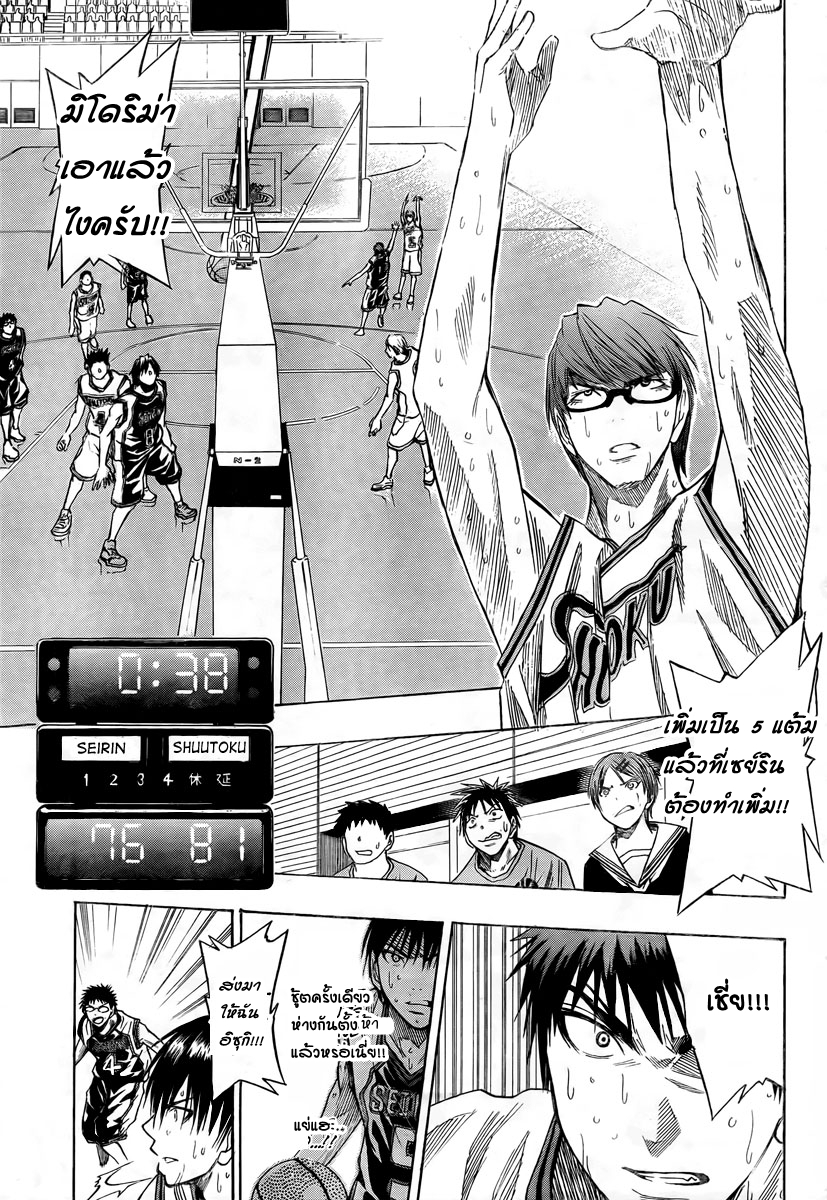 มิโดริม่า
เอาแล้ว
ไงครับ!!
N-2
SHUTOKU
0:38
SEIRIN SHUUTOKU
1 2 3 4 休 延
76 81
เพิ่มเป็น 5 แต้ม
แล้วที่เซย์ริน
ต้องทำเพิ่ม!!
เชี่ย!!!
ชู้ตครั้งเดียว
ห่างกันตั้ง ห้า
แล้วหรอเนี่ย!!
แย่แฮะ..
....!!
ส่งมา
ให้ฉัน
อิซุกิ!!!
4